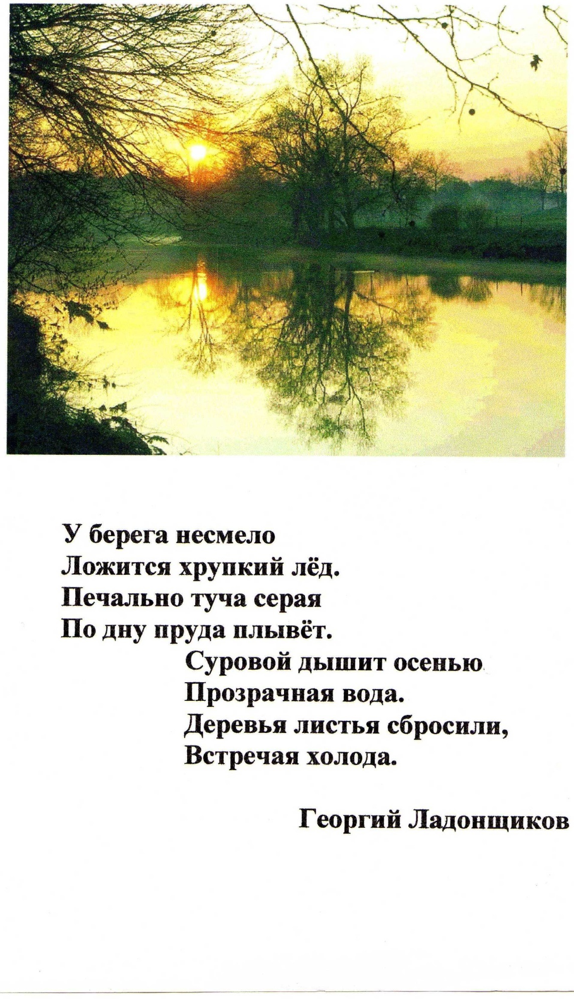 У берега несмело
Ложится хрупкий лёд.
Печально туча серая
По дну пруда плывёт.
Суровой дышит осенью
Прозрачная вода.
Деревья листья сбросили,
Встречая холода.
Георгий Ладонщиков